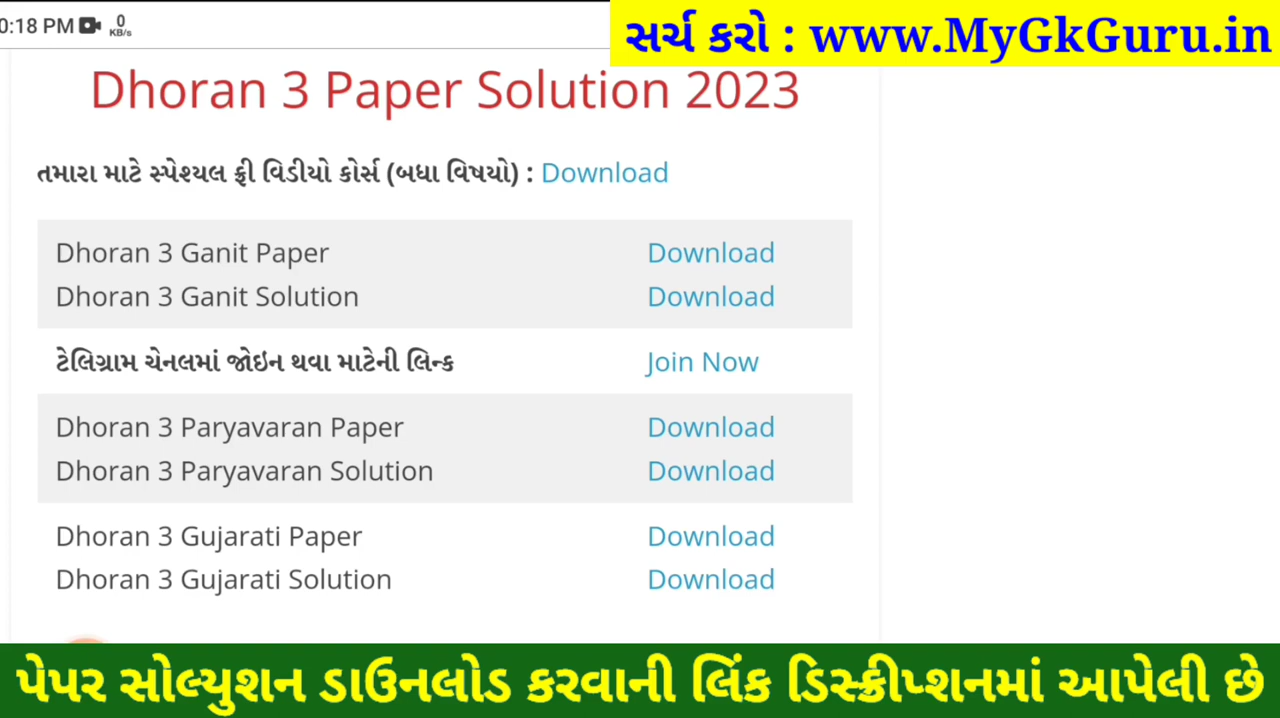 0:18 PM 0 KB/s
સર્ચ કરો : www.MyGkGuru.in
Dhoran 3 Paper Solution 2023
તમારા માટે સ્પેશ્યલ ફ્રી વિડીયો કોર્સ (બધા વિષયો) : Download
Dhoran 3 Ganit Paper Download
Dhoran 3 Ganit Solution Download
ટેલિગ્રામ ચેનલમાં જોઇન થવા માટેની લિન્ક Join Now
Dhoran 3 Paryavaran Paper Download
Dhoran 3 Paryavaran Solution Download
Dhoran 3 Gujarati Paper Download
Dhoran 3 Gujarati Solution Download
પેપર સોલ્યુશન ડાઉનલોડ કરવાની લિંક ડિસ્ક્રીપ્શનમાં આપેલી છે